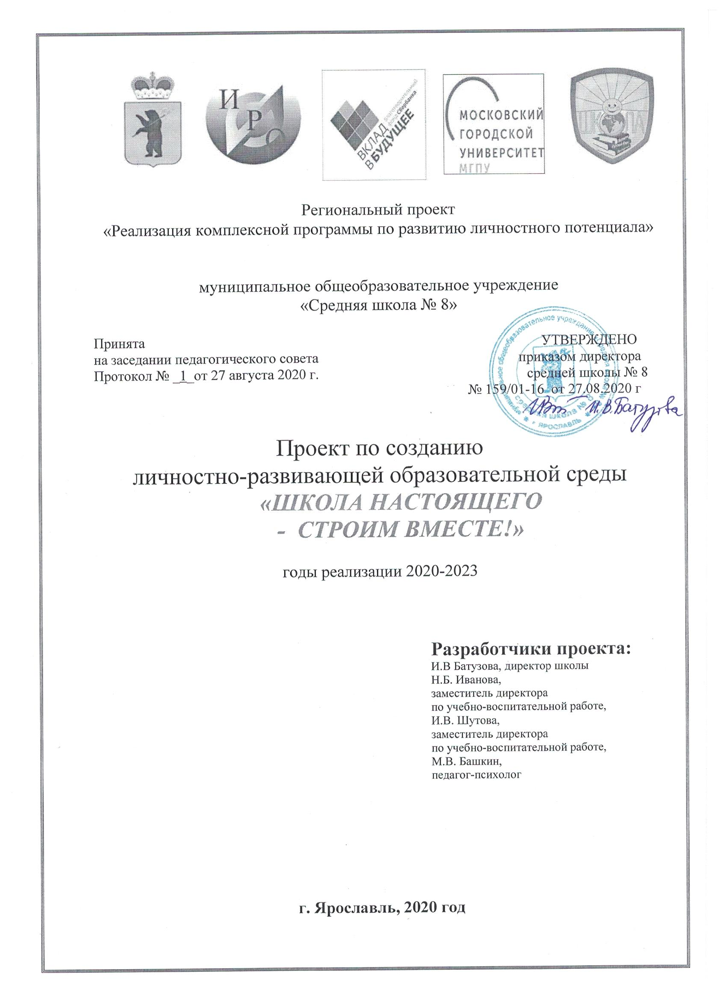 И
Р
О
ВКЛАД
В БУДУЩЕЕ
Благотворительный
фонд Сбербанка
МОСКОВСКИЙ
ГОРОДСКОЙ
УНИВЕРСИТЕТ
МГПУ
ШКОЛА
Региональный проект
«Реализация комплексной программы по развитию личностного потенциала»
муниципальное общеобразовательное учреждение
«Средняя школа № 8»
Принята
на заседании педагогического совета
Протокол № _1_от 27 августа 2020 г.
УТВЕРЖДЕНО
приказом директора
средней школы № 8
№ 159/01-16 от 27.08.2020 г
И.В.Батузова
муниципальное общеобразовательное учреждение «Средняя школа № 8»
средняя школа № 8
г ЯРОСЛАВЛЬ
Проект по созданию
личностно-развивающей образовательной среды
«ШКОЛА НАСТОЯЩЕГО
- СТРОИМ ВМЕСТЕ!»
годы реализации 2020-2023
Разработчики проекта:
И.В Батузова, директор школы
Н.Б. Иванова,
заместитель директора
по учебно-воспитательной работе,
И.В. Шутова,
заместитель директора
по учебно-воспитательной работе,
М.В. Башкин,
педагог-психолог
г. Ярославль, 2020 год